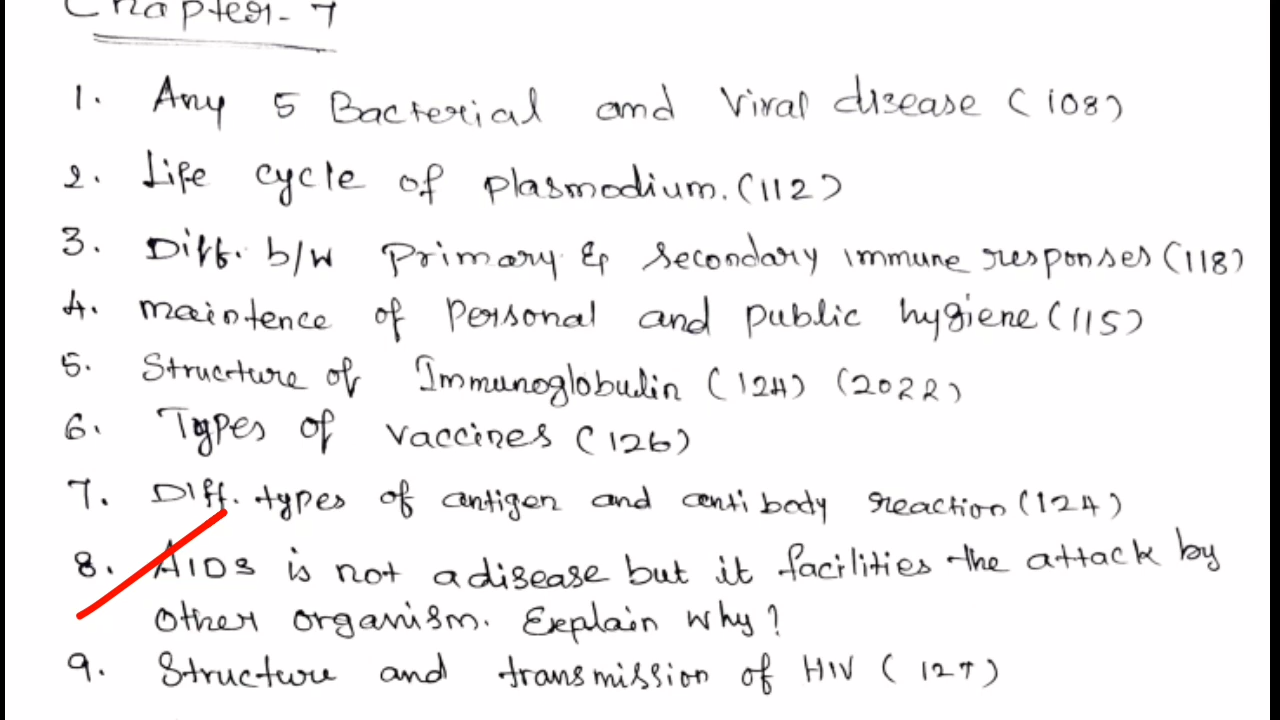 Chapter- 7
1. Any 5 Bacterial and Viral disease (108)
2. Life cycle of plasmodium. (112)
3. Diff. b/w Primary & secondary immune responses (118)
4. maintence of Personal and public hygiene (115)
5. Structure of Immunoglobulin (124) (2022)
6. Types of vaccines (126)
7. Diff. types of antigen and antibody reaction (124)
8. AIDS is not a disease but it facilities the attack by
other organism. Explain why?
9. Structure and transmission of HIV (127)